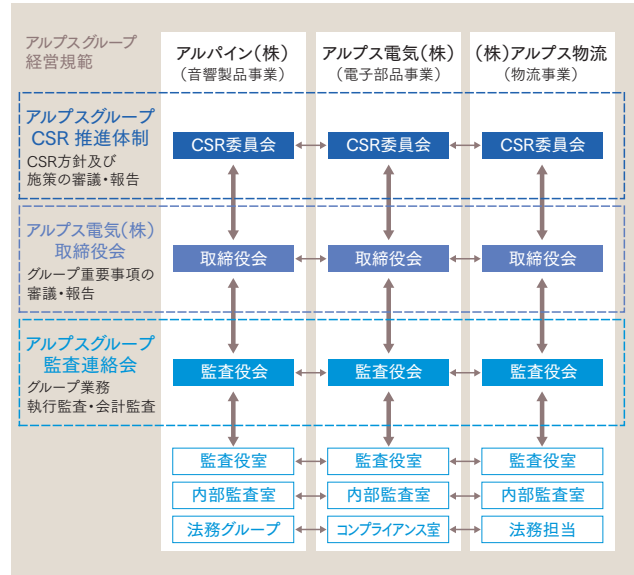 アルプスグループ
経営規範
アルパイン(株)
(音響製品事業)
アルプス電気(株)
(電子部品事業)
(株)アルプス物流
(物流事業)
アルプスグループ
CSR 推進体制
CSR方針及び
施策の審議・報告
CSR委員会
CSR委員会
CSR委員会
アルプス電気(株)
取締役会
グループ重要事項の
審議・報告
取締役会
取締役会
取締役会
アルプスグループ
監査連絡会
グループ業務
執行監査・会計監査
監査役会
監査役会
監査役会
監査役室
監査役室
監査役室
内部監査室
内部監査室
内部監査室
法務グループ
コンプライアンス室
法務担当